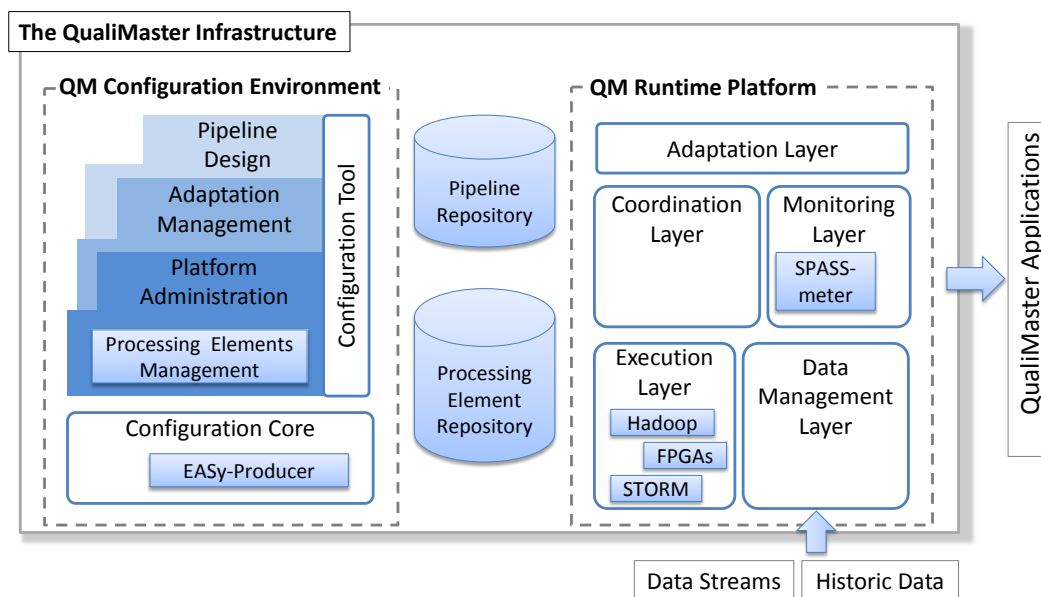 The QualiMaster Infrastructure
QM Configuration Environment
Pipeline
Design
Adaptation
Management
Platform
Administration
Processing Elements
Management
Configuration Tool
Configuration Core
EASy-Producer
Pipeline
Repository
Processing
Element
Repository
QM Runtime Platform
Adaptation Layer
Coordination
Layer
Monitoring
Layer
SPASS-
meter
Execution
Layer
Hadoop
FPGAs
STORM
Data
Management
Layer
QualiMaster Applications
Data Streams
Historic Data